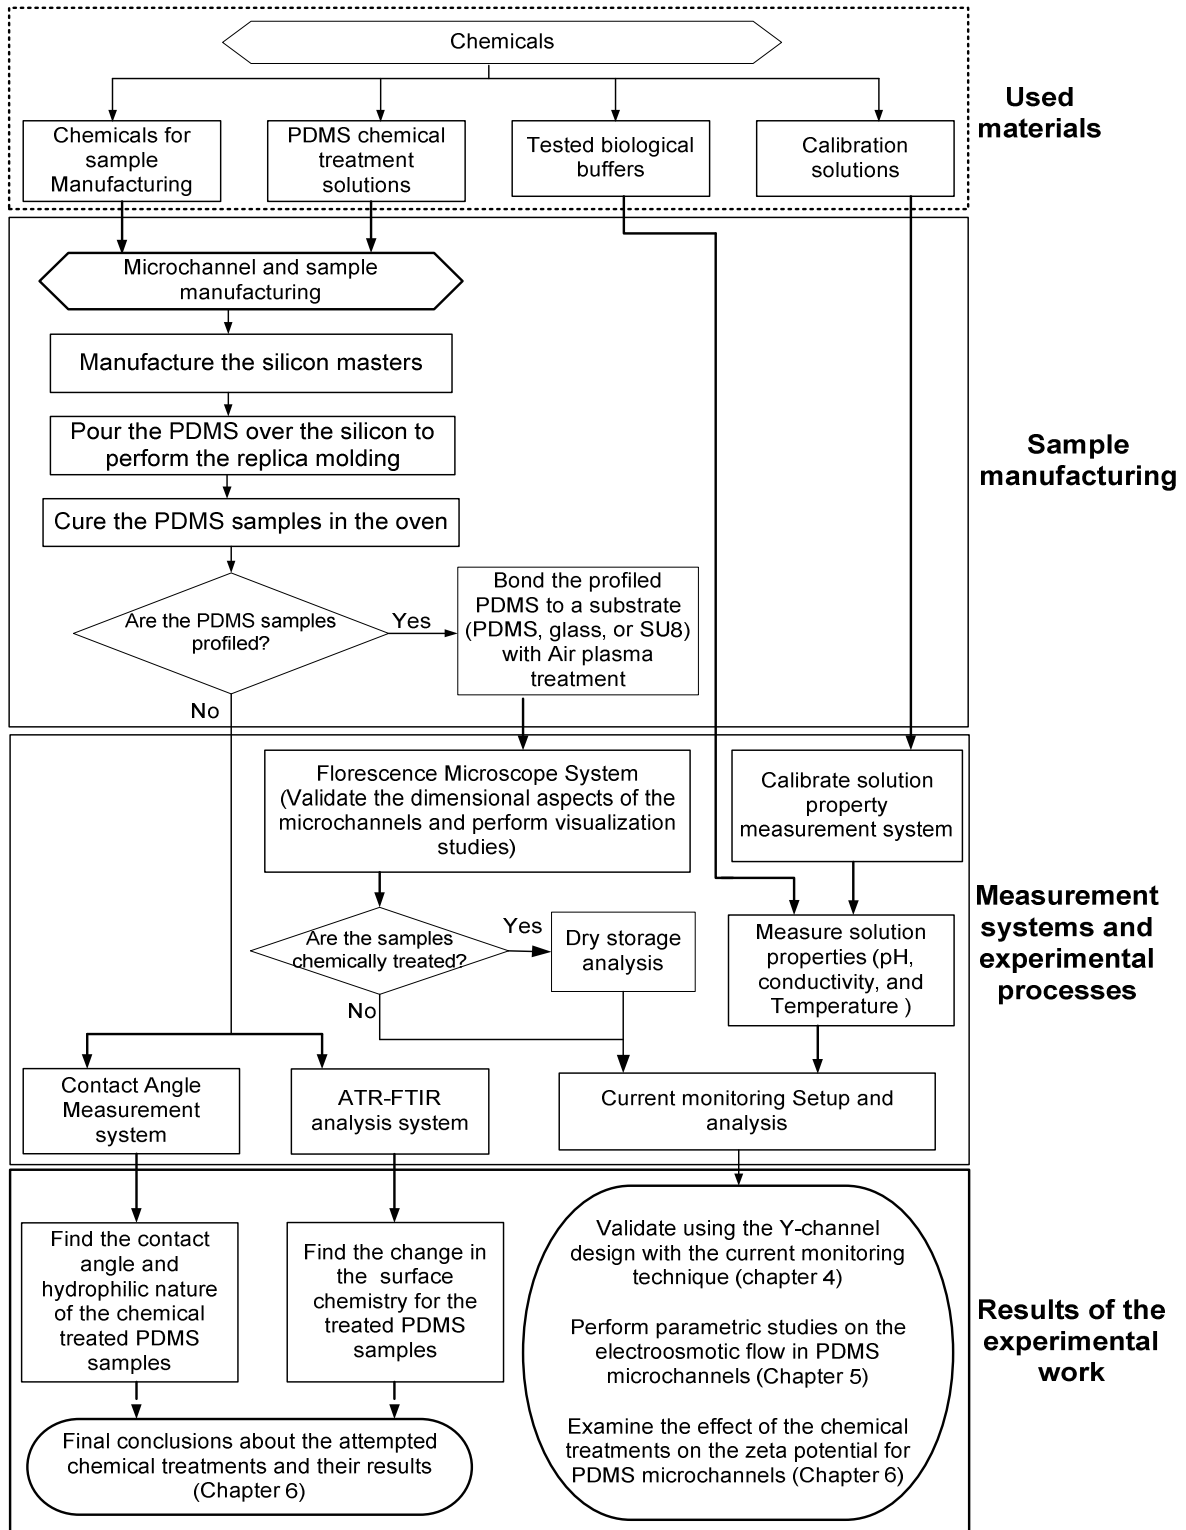 Chemicals
Used
materials
Chemicals for
sample
Manufacturing
PDMS chemical
treatment
solutions
Tested biological
buffers
Calibration
solutions
Microchannel and sample
manufacturing
Manufacture the silicon masters
Pour the PDMS over the silicon to
perform the replica molding
Cure the PDMS samples in the oven
Sample
manufacturing
Are the PDMS samples
profiled?
Yes
No
Bond the profiled
PDMS to a substrate
(PDMS, glass, or SU8)
with Air plasma
treatment
Florescence Microscope System
(Validate the dimensional aspects of the
microchannels and perform visualization
studies)
Calibrate solution
property
measurement system
Are the samples
chemically treated?
Yes
No
Dry storage
analysis
Measure solution
properties (pH,
conductivity, and
Temperature )
Measurement
systems and
experimental
processes
Contact Angle
Measurement
system
ATR-FTIR
analysis system
Current monitoring Setup and
analysis
Find the contact
angle and
hydrophilic nature
of the chemical
treated PDMS
samples
Find the change in
the  surface
chemistry for the
treated PDMS
samples
Validate using the Y-channel
design with the current monitoring
technique (chapter 4)
Perform parametric studies on the
electroosmotic flow in PDMS
microchannels (Chapter 5)
Examine the effect of the chemical
treatments on the zeta potential for
PDMS microchannels (Chapter 6)
Results of the
experimental
work
Final conclusions about the attempted
chemical treatments and their results
(Chapter 6)